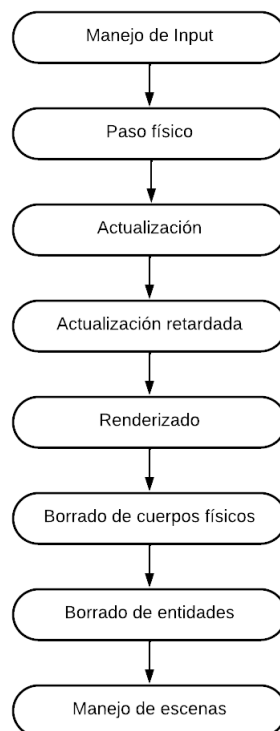 Manejo de Input
Paso físico
Actualización
Actualización retardada
Renderizado
Borrado de cuerpos físicos
Borrado de entidades
Manejo de escenas